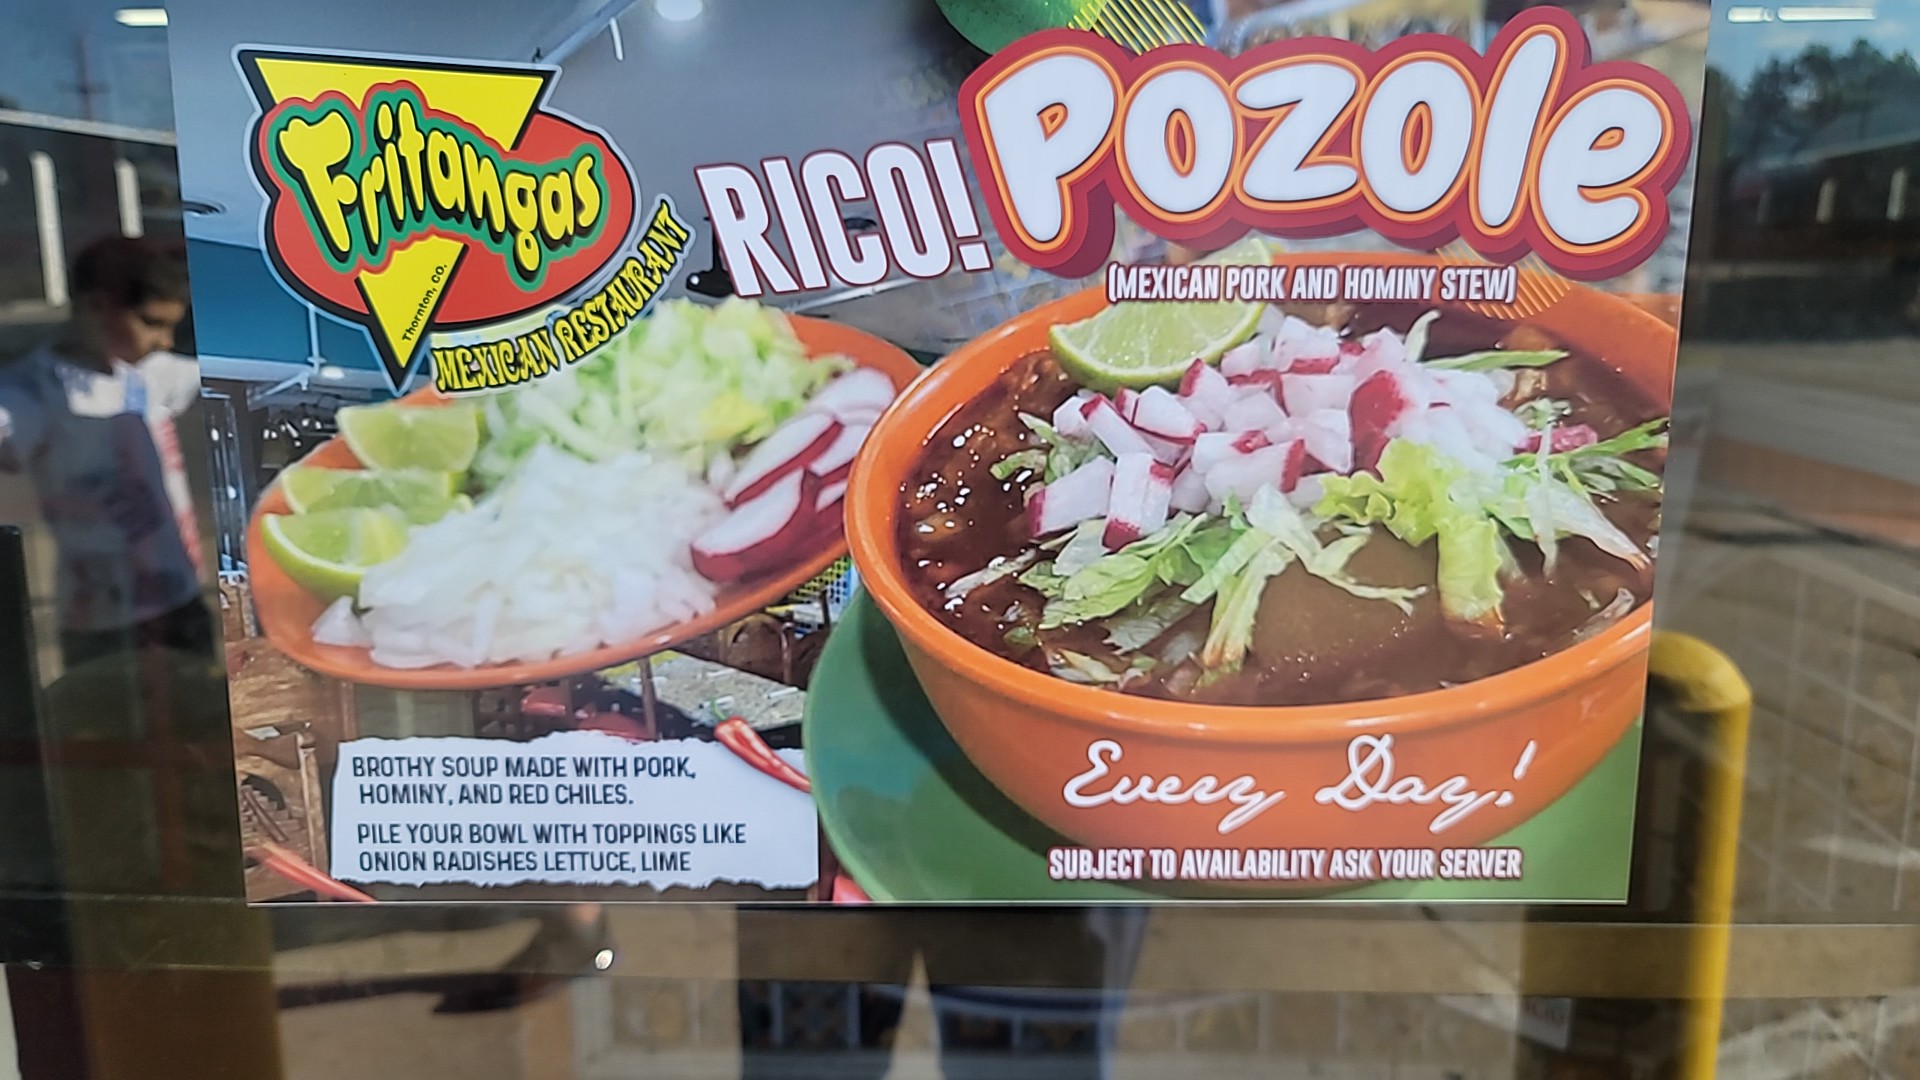 Fritangas
Thornton, CO.
MEXICAN RESTAURANT
RICO!
Pozole
(MEXICAN PORK AND HOMINY STEW)
BROTHY SOUP MADE WITH PORK,
HOMINY, AND RED CHILES.
PILE YOUR BOWL WITH TOPPINGS LIKE
ONION RADISHES LETTUCE, LIME
Every Day!
SUBJECT TO AVAILABILITY ASK YOUR SERVER